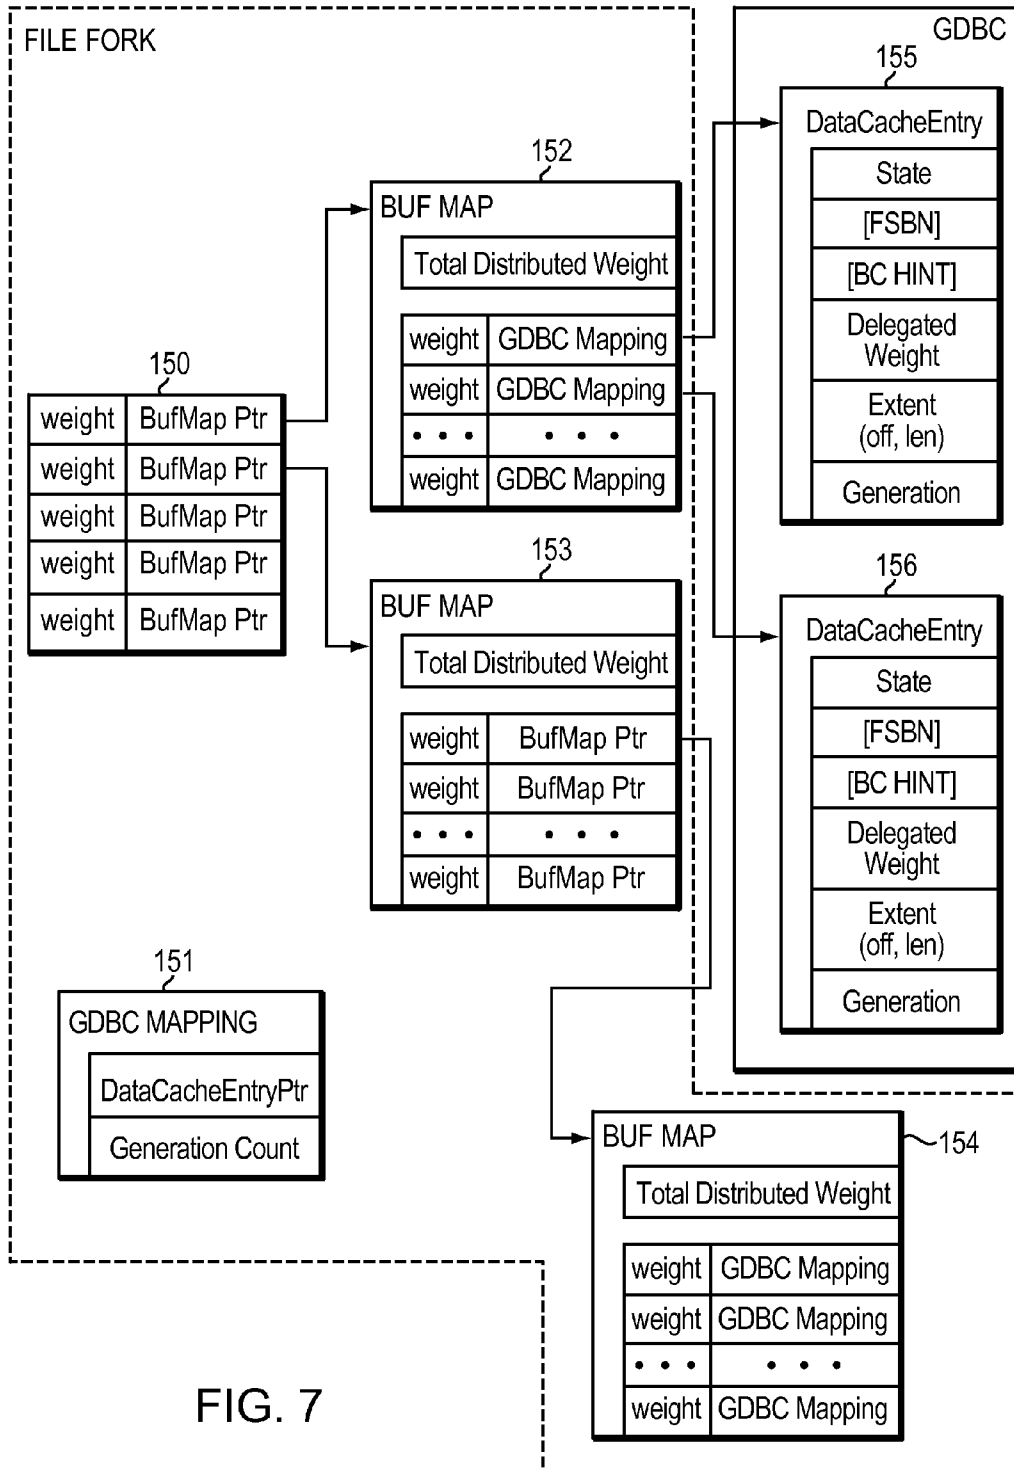 FILE FORK
150
weight BufMap Ptr
weight BufMap Ptr
weight BufMap Ptr
weight BufMap Ptr
weight BufMap Ptr
152
BUF MAP
Total Distributed Weight
weight GDBC Mapping
weight GDBC Mapping
• • • • • •
weight GDBC Mapping
153
BUF MAP
Total Distributed Weight
weight BufMap Ptr
weight BufMap Ptr
• • • • • •
weight BufMap Ptr
151
GDBC MAPPING
DataCacheEntryPtr
Generation Count
GDBC
155
DataCacheEntry
State
[FSBN]
[BC HINT]
Delegated
Weight
Extent
(off, len)
Generation
156
DataCacheEntry
State
[FSBN]
[BC HINT]
Delegated
Weight
Extent
(off, len)
Generation
154
BUF MAP
Total Distributed Weight
weight GDBC Mapping
weight GDBC Mapping
• • • • • •
weight GDBC Mapping
FIG. 7